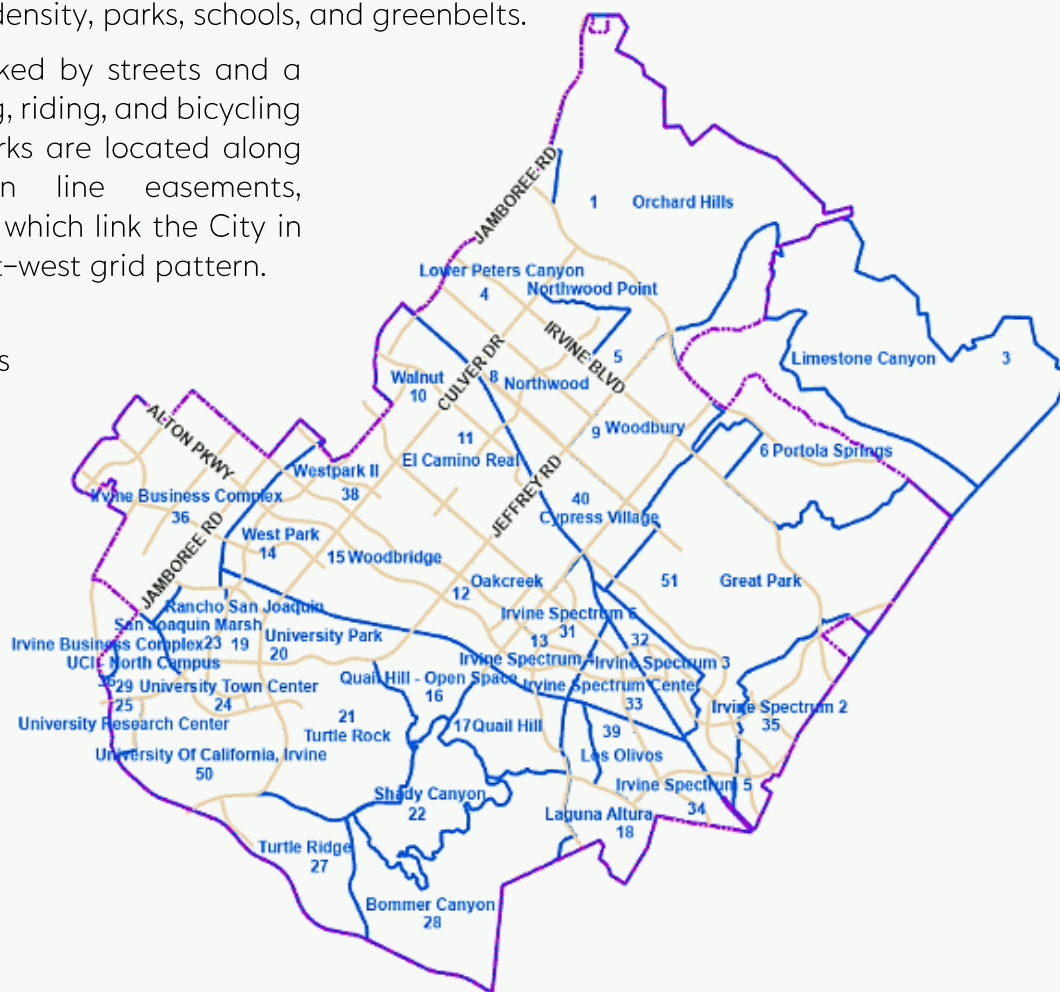 density, parks, schools, and greenbelts.
ked by streets and a
g, riding, and bicycling
rks are located along
n line easements,
which link the City in
t-west grid pattern.
s
JAMBOREE RD
1 Orchard Hills
Lower Peters Canyon
4
Northwood Point
IRVINE BLVD
5
Limestone Canyon
3
CULVER DR
Walnut
10
8 Northwood
9 Woodbury
11
El Camino Real
6 Portola Springs
ALTON PKWY
Westpark II
38
Irvine Business Complex
36
JEFFREY RD
40
Cypress Village
JAMBOREE RD
West Park
14
15 Woodbridge
Oakcreek
12
51 Great Park
Rancho San Joaquin
San Joaquin Marsh
Irvine Business Complex 23 19
University Park
20
UCI - North Campus
Irvine Spectrum 6
13 31
32
Irvine Spectrum 4
Irvine Spectrum 3
Quail Hill - Open Space
16
Irvine Spectrum Center
33
29 University Town Center
25
24
University Research Center
21
Turtle Rock
17 Quail Hill
39
Los Olivos
Irvine Spectrum 2
35
University Of California, Irvine
50
Irvine Spectrum 5
34
Shady Canyon
22
Laguna Altura
18
Turtle Ridge
27
Bommer Canyon
28